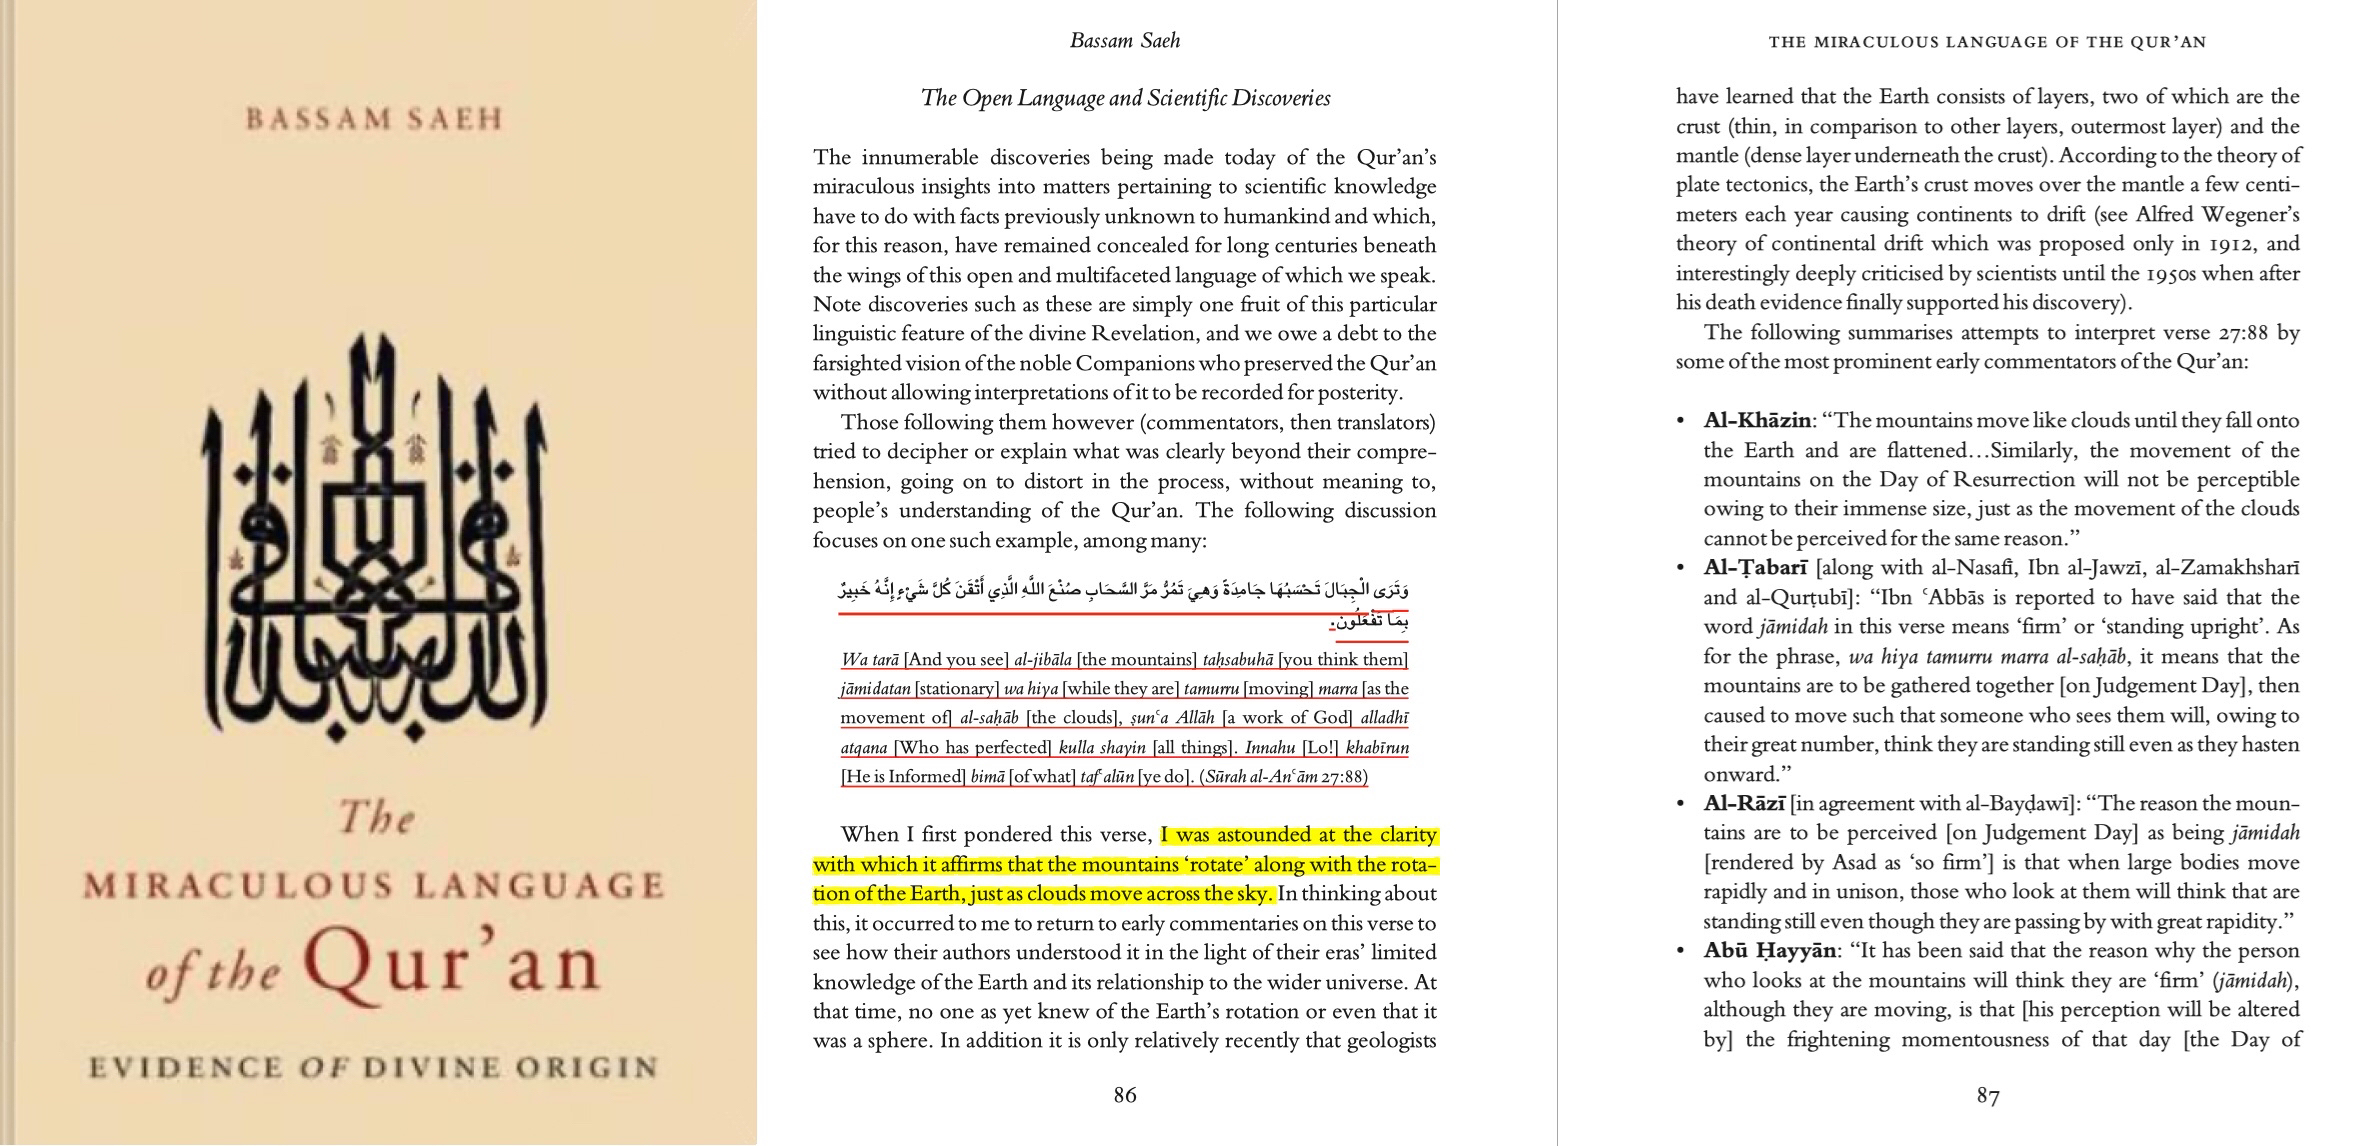 BASSAM SAEH
The
MIRACULOUS LANGUAGE
of the Qur’an
EVIDENCE OF DIVINE ORIGIN
Bassam Saeh
The Open Language and Scientific Discoveries
The innumerable discoveries being made today of the Qur’an’s
miraculous insights into matters pertaining to scientific knowledge
have to do with facts previously unknown to humankind and which,
for this reason, have remained concealed for long centuries beneath
the wings of this open and multifaceted language of which we speak.
Note discoveries such as these are simply one fruit of this particular
linguistic feature of the divine Revelation, and we owe a debt to the
farsighted vision of the noble Companions who preserved the Qur’an
without allowing interpretations of it to be recorded for posterity.
Those following them however (commentators, then translators)
tried to decipher or explain what was clearly beyond their compre-
hension, going on to distort in the process, without meaning to,
people’s understanding of the Qur’an. The following discussion
focuses on one such example, among many:
وَتَرَى الْجِبَالَ تَحْسَبُهَا جَامِدَةً وَهِيَ تَمُرُّ مَرَّ السَّحَابِ صُنْعَ اللَّهِ الَّذِي أَتْقَنَ كُلَّ شَيْءٍ إِنَّهُ خَبِيرٌ
بِمَا تَفْعَلُونَ.
Wa tarā [And you see] al-jibāla [the mountains] taḥsabuhā [you think them]
jāmidatan [stationary] wa hiya [while they are] tamurru [moving] marra [as the
movement of] al-saḥāb [the clouds], ṣunʿa Allāh [a work of God] alladhī
atqana [Who has perfected] kulla shayin [all things]. Innahu [Lo!] khabīrun
[He is Informed] bimā [of what] tafʿalūn [ye do]. (Sūrah al-Anʿām 27:88)
When I first pondered this verse, I was astounded at the clarity
with which it affirms that the mountains ‘rotate’ along with the rota-
tion of the Earth, just as clouds move across the sky. In thinking about
this, it occurred to me to return to early commentaries on this verse to
see how their authors understood it in the light of their eras’ limited
knowledge of the Earth and its relationship to the wider universe. At
that time, no one as yet knew of the Earth’s rotation or even that it
was a sphere. In addition it is only relatively recently that geologists
86
THE MIRACULOUS LANGUAGE OF THE QUR’AN
have learned that the Earth consists of layers, two of which are the
crust (thin, in comparison to other layers, outermost layer) and the
mantle (dense layer underneath the crust). According to the theory of
plate tectonics, the Earth’s crust moves over the mantle a few centi-
meters each year causing continents to drift (see Alfred Wegener’s
theory of continental drift which was proposed only in 1912, and
interestingly deeply criticised by scientists until the 1950s when after
his death evidence finally supported his discovery).
The following summarises attempts to interpret verse 27:88 by
some of the most prominent early commentators of the Qur’an:
• Al-Khāzin: “The mountains move like clouds until they fall onto
the Earth and are flattened…Similarly, the movement of the
mountains on the Day of Resurrection will not be perceptible
owing to their immense size, just as the movement of the clouds
cannot be perceived for the same reason.”
• Al-Ṭabarī [along with al-Nasafī, Ibn al-Jawzī, al-Zamakhsharī
and al-Qurṭubī]: “Ibn ʿAbbās is reported to have said that the
word jāmidah in this verse means ‘firm’ or ‘standing upright’. As
for the phrase, wa hiya tamurru marra al-saḥāb, it means that the
mountains are to be gathered together [on Judgement Day], then
caused to move such that someone who sees them will, owing to
their great number, think they are standing still even as they hasten
onward.”
• Al-Rāzī [in agreement with al-Bayḍawī]: “The reason the moun-
tains are to be perceived [on Judgement Day] as being jāmidah
[rendered by Asad as ‘so firm’] is that when large bodies move
rapidly and in unison, those who look at them will think that are
standing still even though they are passing by with great rapidity.”
• Abū Ḥayyān: “It has been said that the reason why the person
who looks at the mountains will think they are ‘firm’ (jāmidah),
although they are moving, is that [his perception will be altered
by] the frightening momentousness of that day [the Day of
87